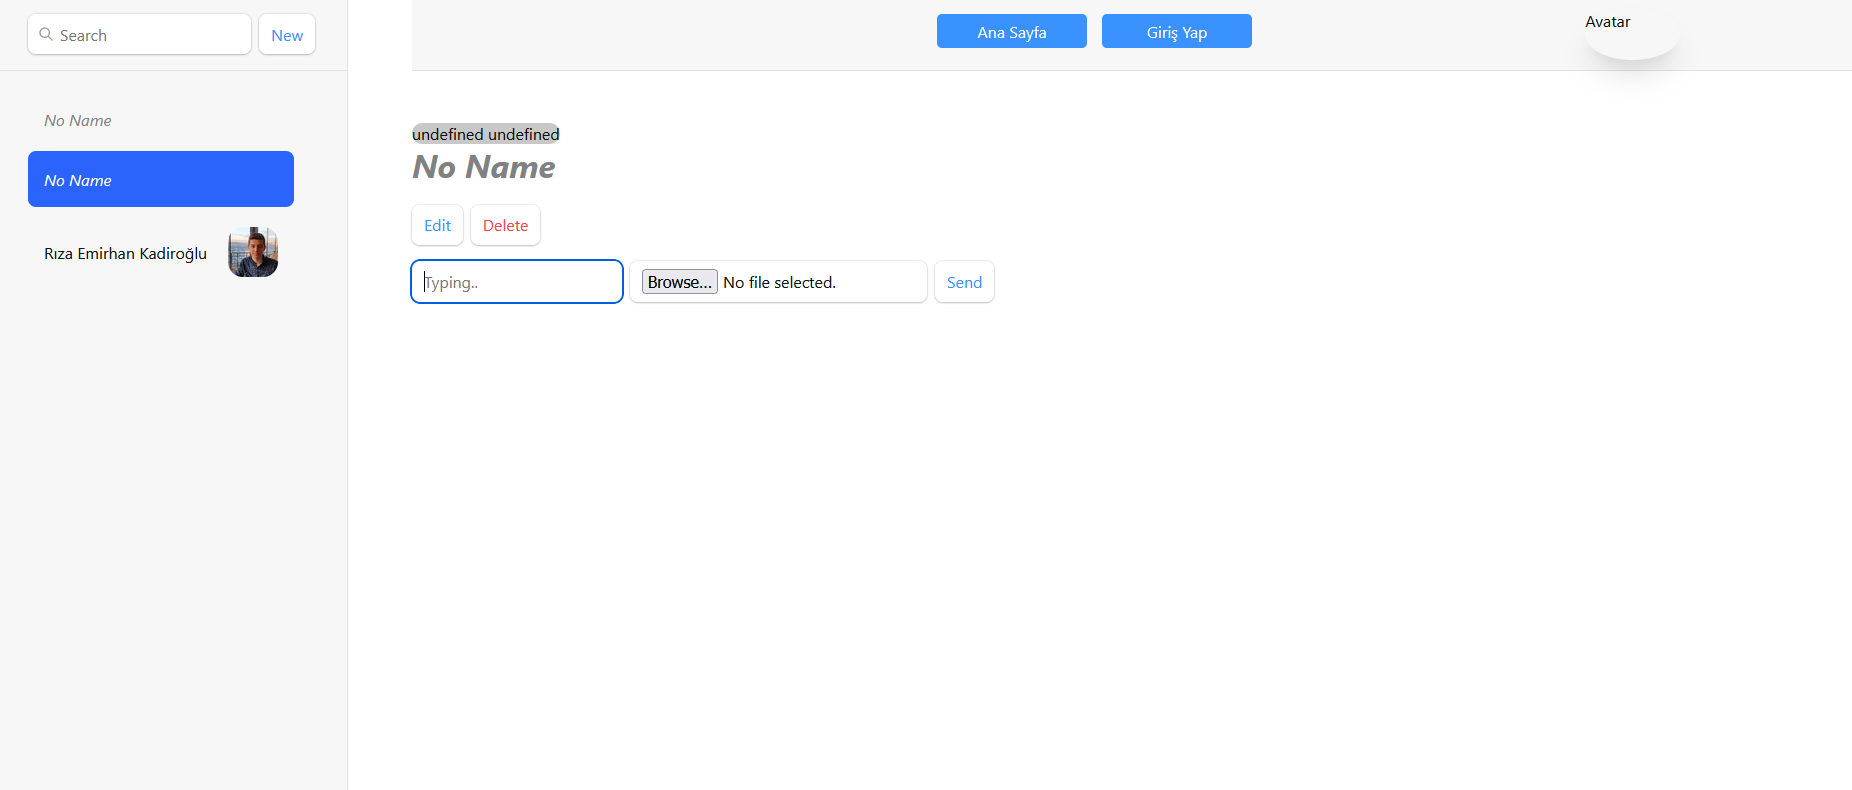 Search
New
Ana Sayfa
Giriş Yap
Avatar
No Name
No Name
Rıza Emirhan Kadiroğlu
undefined undefined
No Name
Edit
Delete
Typing..
Browse...
No file selected.
Send